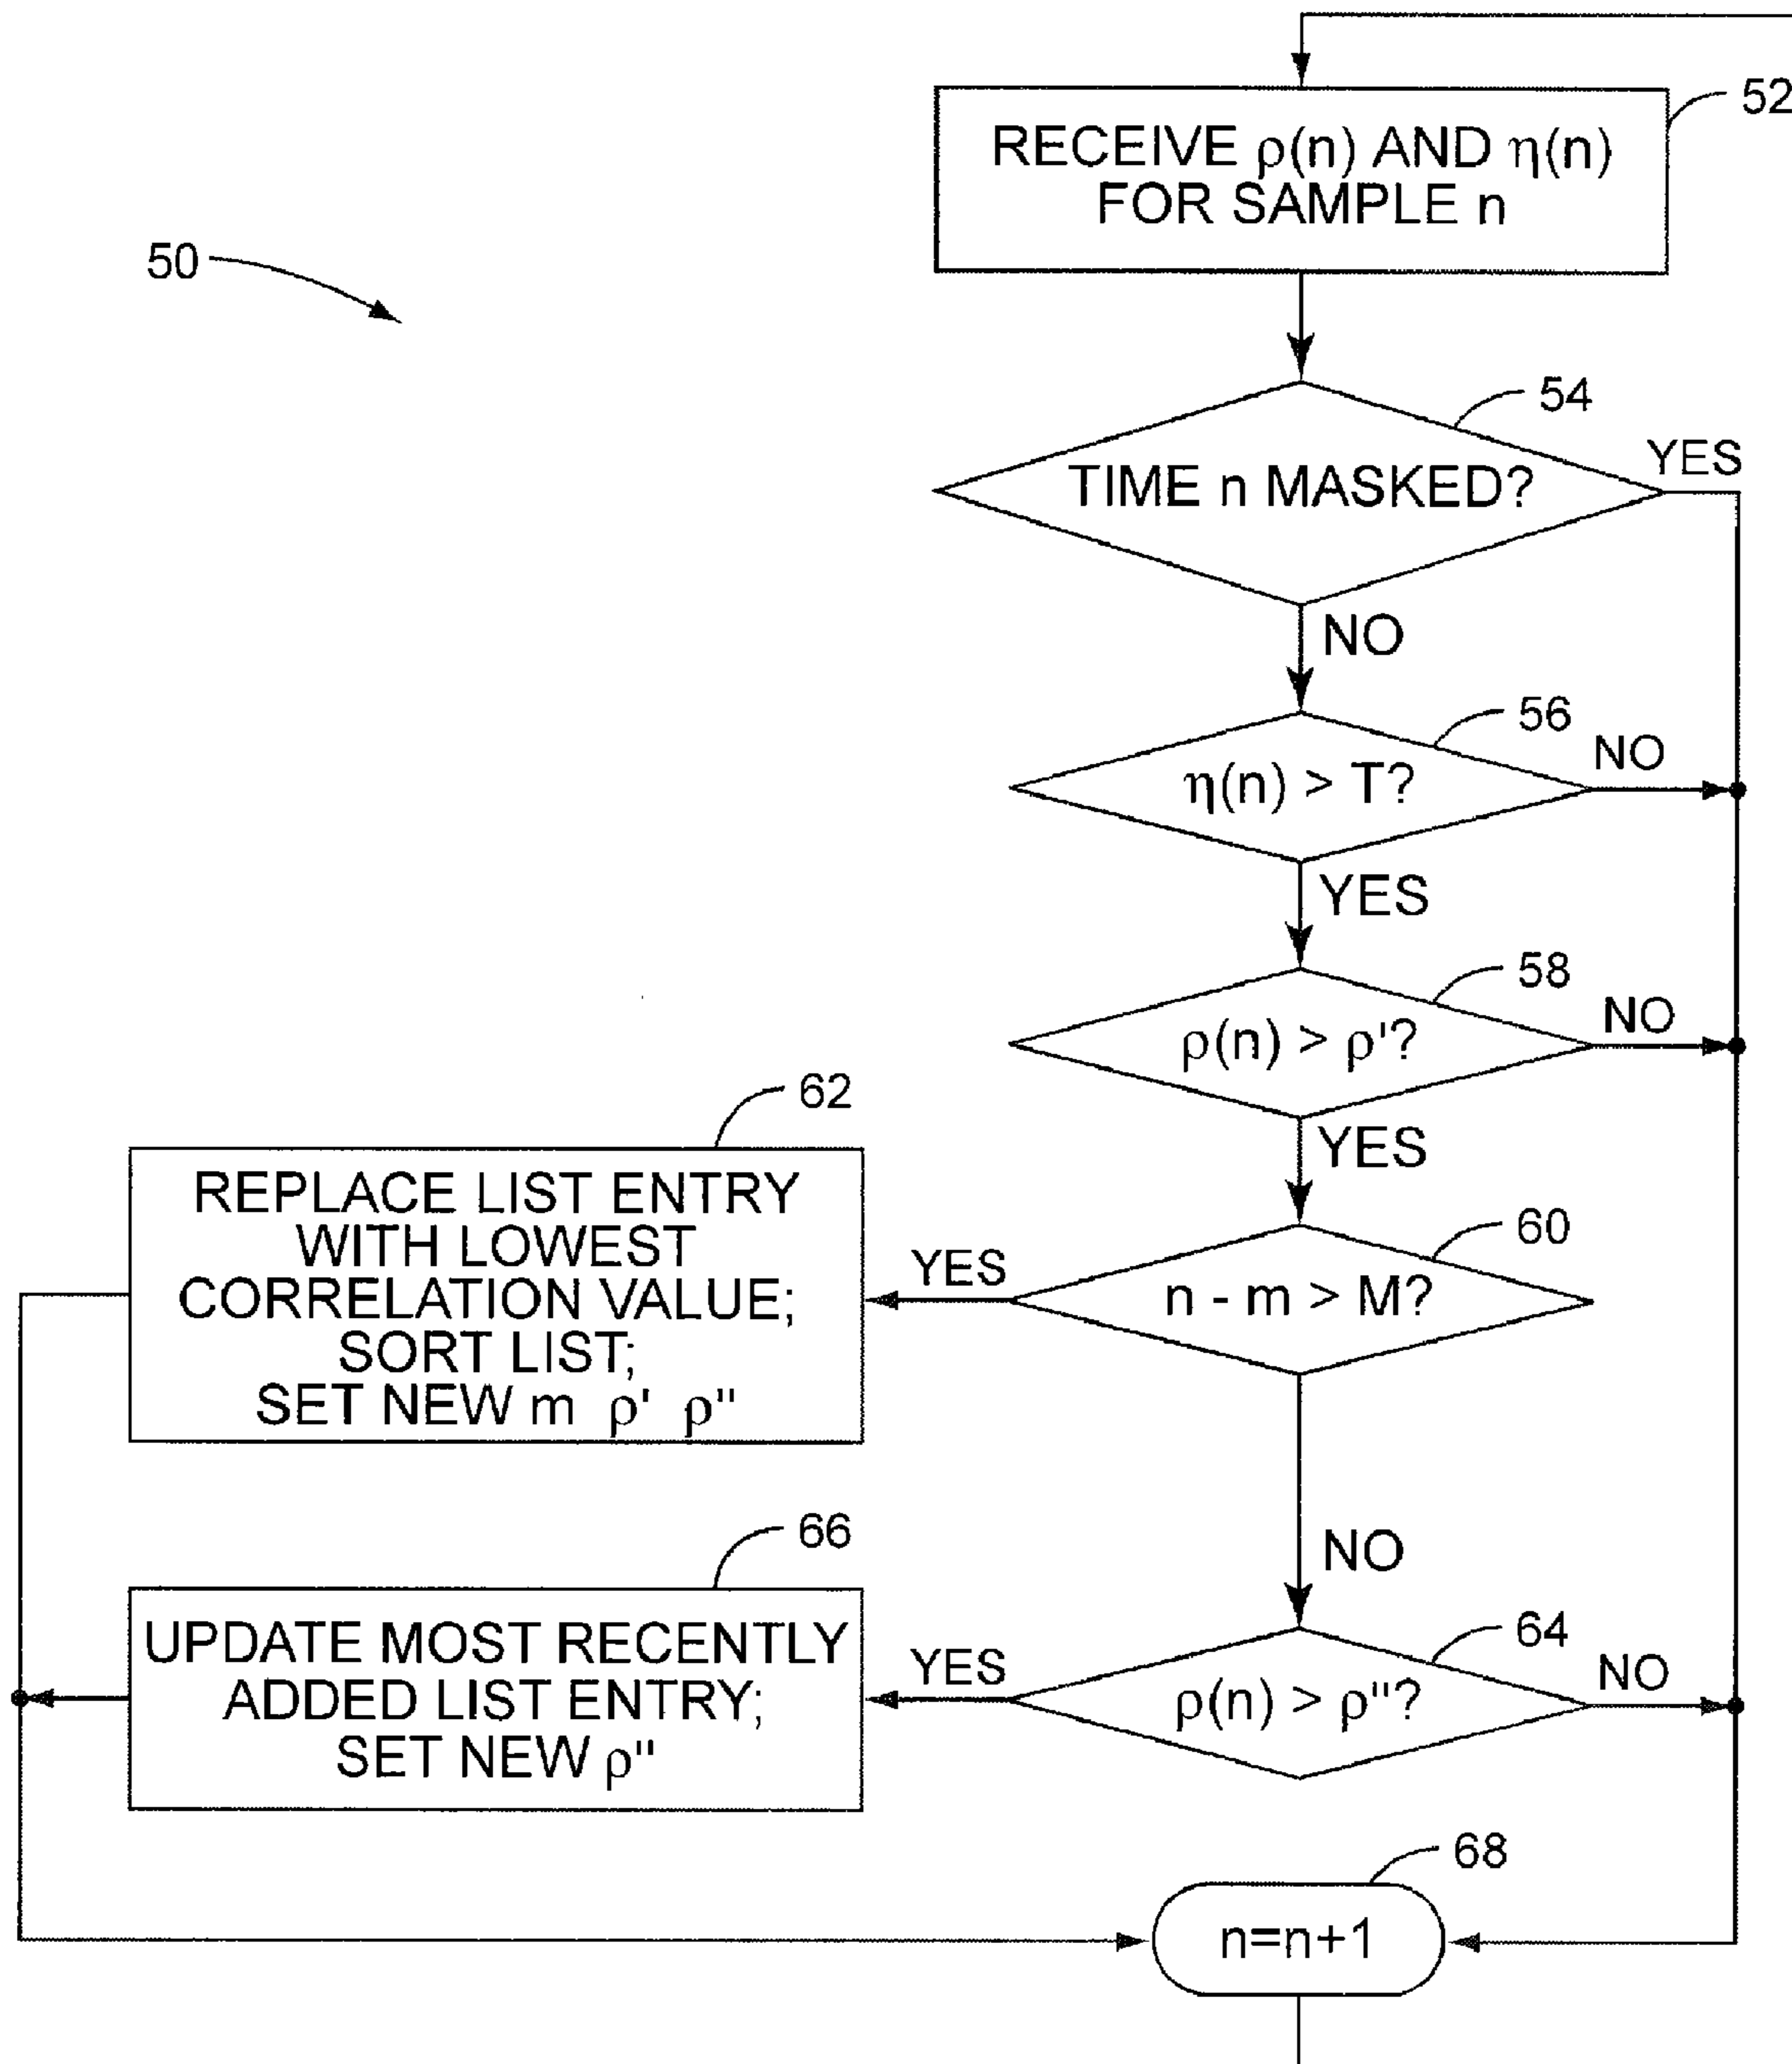 52
RECEIVE ρ(n) AND η(n)
FOR SAMPLE n
50
54
TIME n MASKED?
YES
NO
56
η(n) > T?
NO
YES
58
ρ(n) > ρ'?
NO
YES
62
REPLACE LIST ENTRY
WITH LOWEST
CORRELATION VALUE;
SORT LIST;
SET NEW m ρ' ρ"
60
n - m > M?
YES
NO
66
UPDATE MOST RECENTLY
ADDED LIST ENTRY;
SET NEW ρ"
64
ρ(n) > ρ"?
YES
NO
68
n=n+1